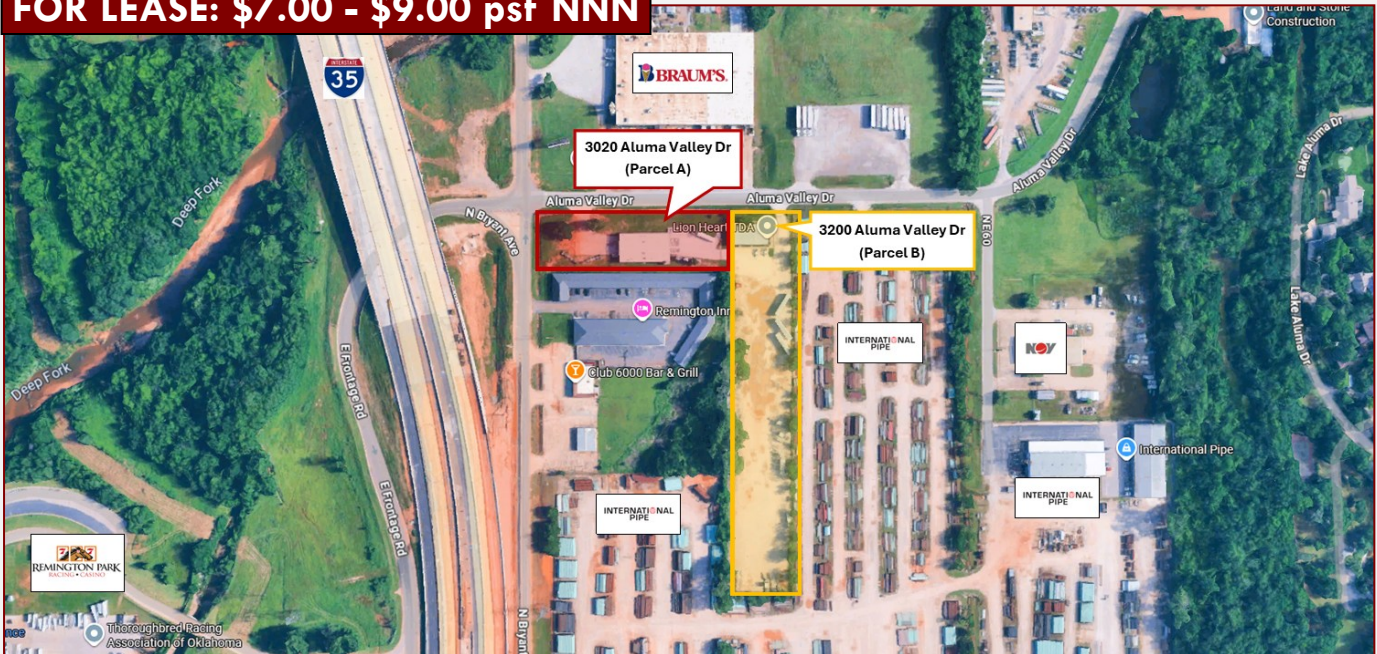 FOR LEASE: $7.00 - $9.00 psf NNN
Land and Stone
Construction
INTERSTATE
35
BRAUM'S
3020 Aluma Valley Dr
(Parcel A)
Aluma Valley Dr
Aluma Valley Dr
Aluma Valley Dr
Lake Aluma Dr
Deep Fork
N Bryant Ave
Lion Heart
DA
3200 Aluma Valley Dr
(Parcel B)
NE60
Remington Inn
INTERNATIONAL
PIPE
NOV
Lake Aluma Dr
Deep Fork
E Frontage Rd
Club 6000 Bar & Grill
International Pipe
INTERNATIONAL
PIPE
INTERNATIONAL
PIPE
E Frontage Rd
REMINGTON PARK
RACING • CASINO
N Bryant
Thoroughbred Racing
Association of Oklahoma
nce